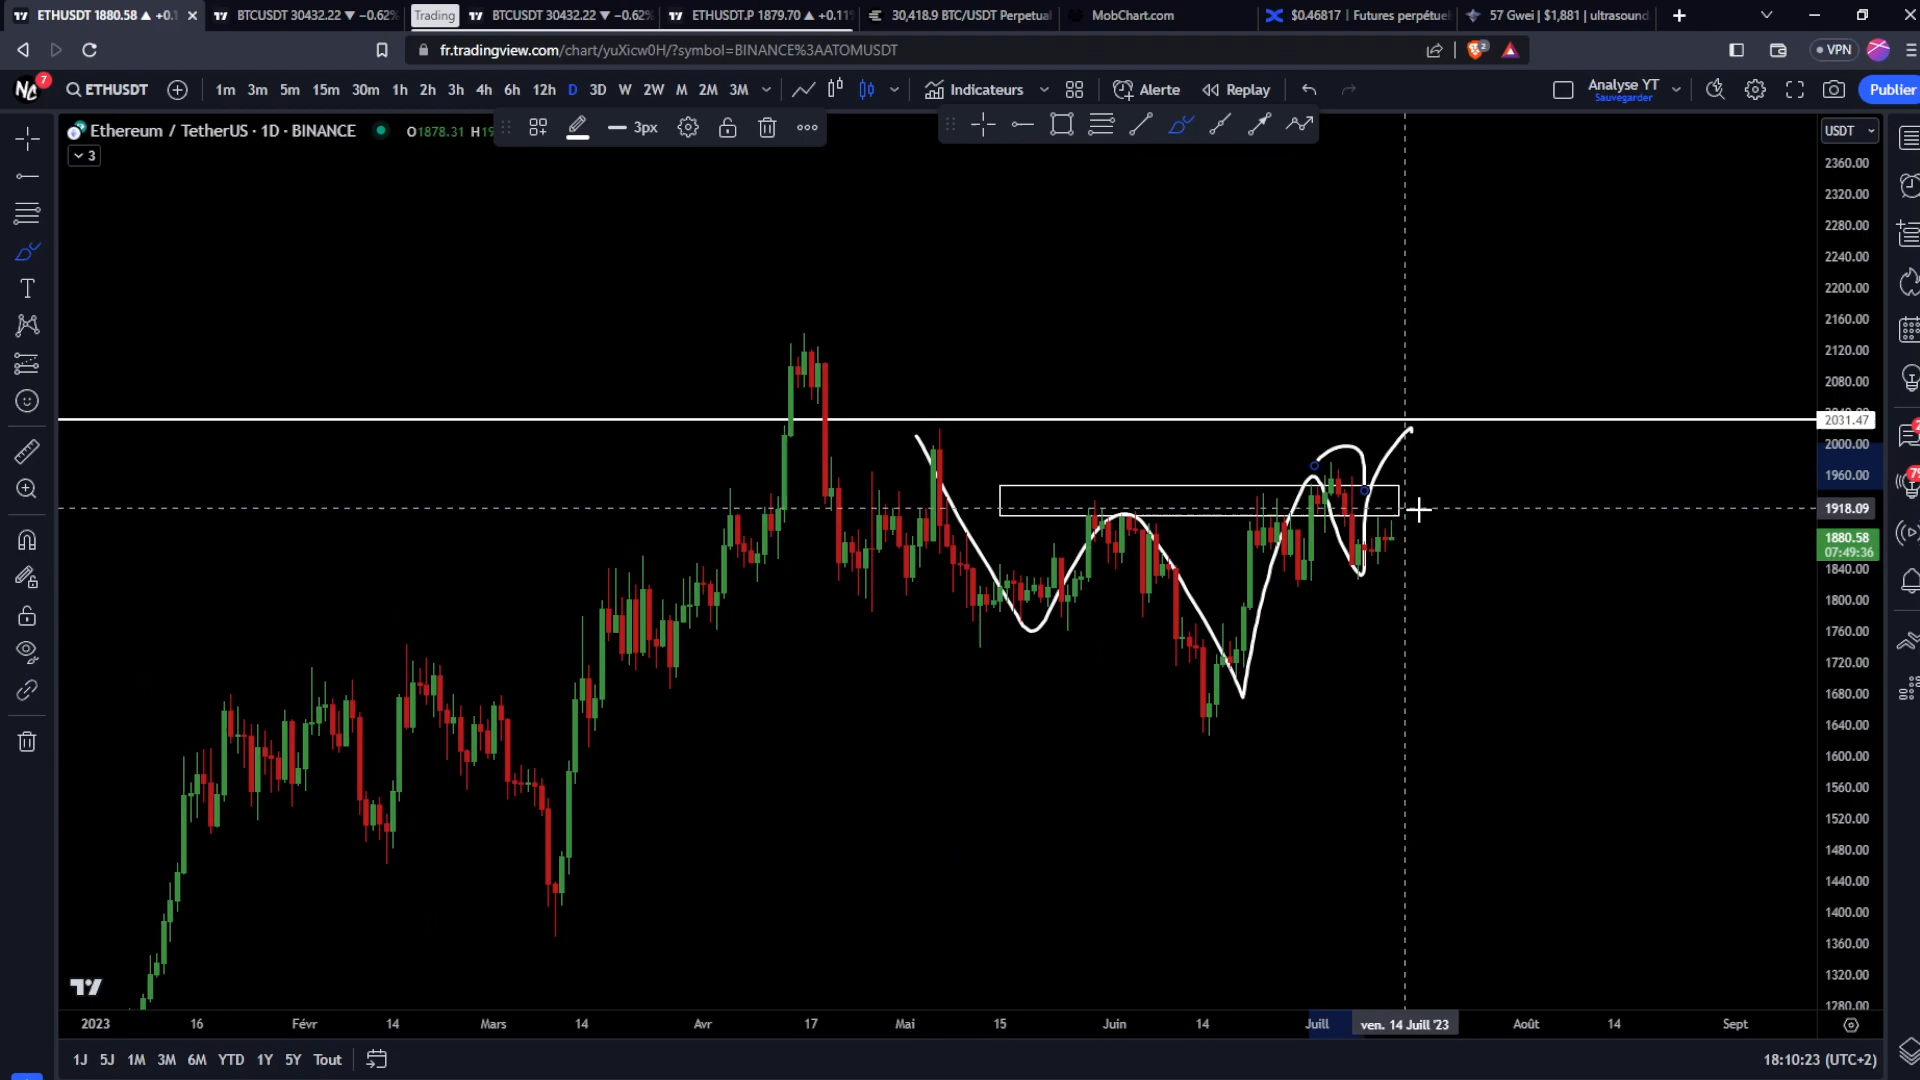 ETHUSDT 1880.58 ▲ +0.1
BTCUSDT 30432.22 ▼ −0.62%
Trading
BTCUSDT 30432.22 ▼ −0.62%
ETHUSDT.P 1879.70 ▲ +0.11%
30,418.9 BTC/USDT Perpetual
MobChart.com
$0.46817 | Futures perpétue
57 Gwei | $1,881 | ultrasound.
fr.tradingview.com/chart/yuXicw0H/?symbol=BINANCE%3AATOMUSDT
2
VPN
7
ETHUSDT
1m 3m 5m 15m 30m 1h 2h 3h 4h 6h 12h D 3D W 2W M 2M 3M
Indicateurs
Alerte
Replay
Analyse YT
Sauvegarder
Publier
Ethereum / TetherUS · 1D · BINANCE
O1878.31 H1
3px
3
USDT
2360.00
2320.00
2280.00
2240.00
2200.00
2160.00
2120.00
2080.00
2031.47
2000.00
1960.00
1918.09
1880.58
07:49:36
1840.00
1800.00
1760.00
1720.00
1680.00
1640.00
1600.00
1560.00
1520.00
1480.00
1440.00
1400.00
1360.00
1320.00
1280.00
2023 16 Févr 14 Mars 14 Avr 17 Mai 15 Juin 14 Juill ven. 14 Juill '23 Août 14 Sept
1J 5J 1M 3M 6M YTD 1Y 5Y Tout
18:10:23 (UTC+2)